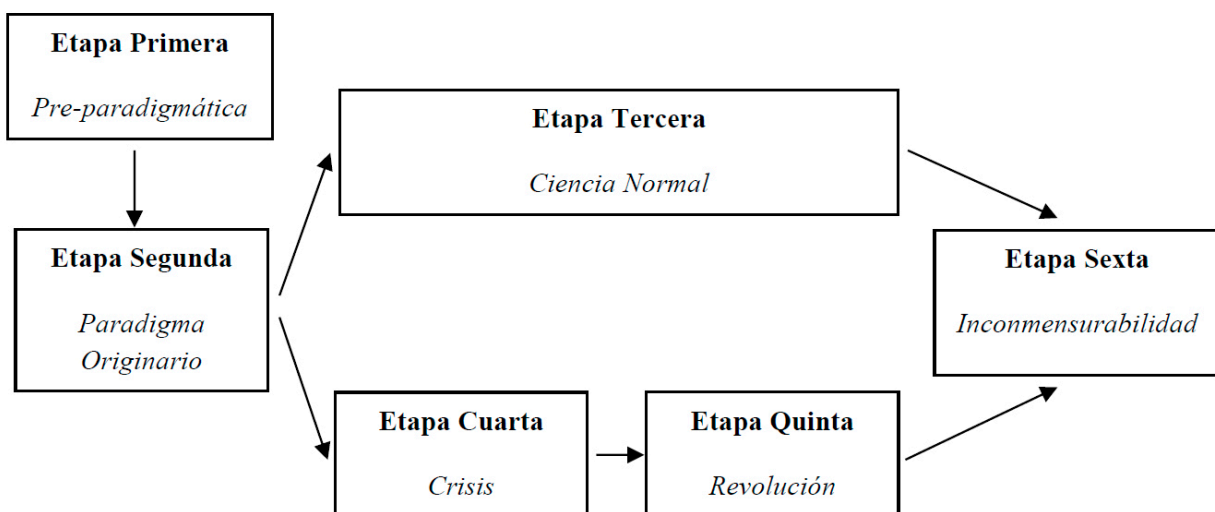 Etapa Primera
Pre-paradigmática
Etapa Segunda
Paradigma
Originario
Etapa Tercera
Ciencia Normal
Etapa Cuarta
Crisis
Etapa Quinta
Revolución
Etapa Sexta
Inconmensurabilidad